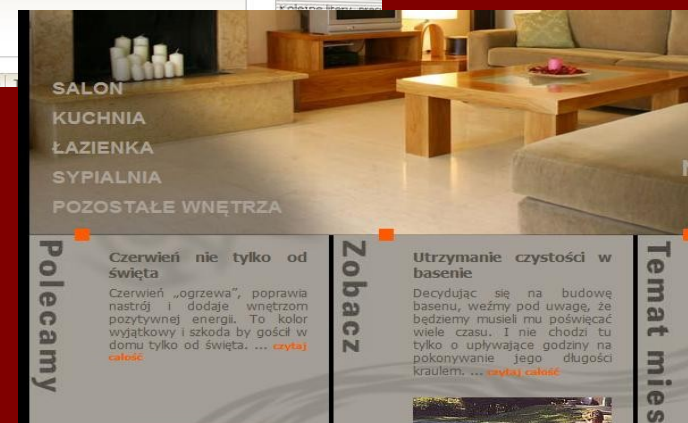 SALON
KUCHNIA
ŁAZIENKA
SYPIALNIA
POZOSTAŁE WNĘTRZA
Polecamy
Czerwień nie tylko od
święta
Czerwień „ogrzewa”, poprawia
nastrój i dodaje wnętrzom
pozytywnej energii. To kolor
wyjątkowy i szkoda by gościł w
domu tylko od święta. ... czytaj
całość
Zobacz
Utrzymanie czystości w
basenie
Decydując się na budowę
basenu, weźmy pod uwagę, że
będziemy musieli mu poświęcać
wiele czasu. I nie chodzi tu
tylko o upływające godziny na
pokonywanie jego długości
kraulem. ... czytaj całość
Temat mies